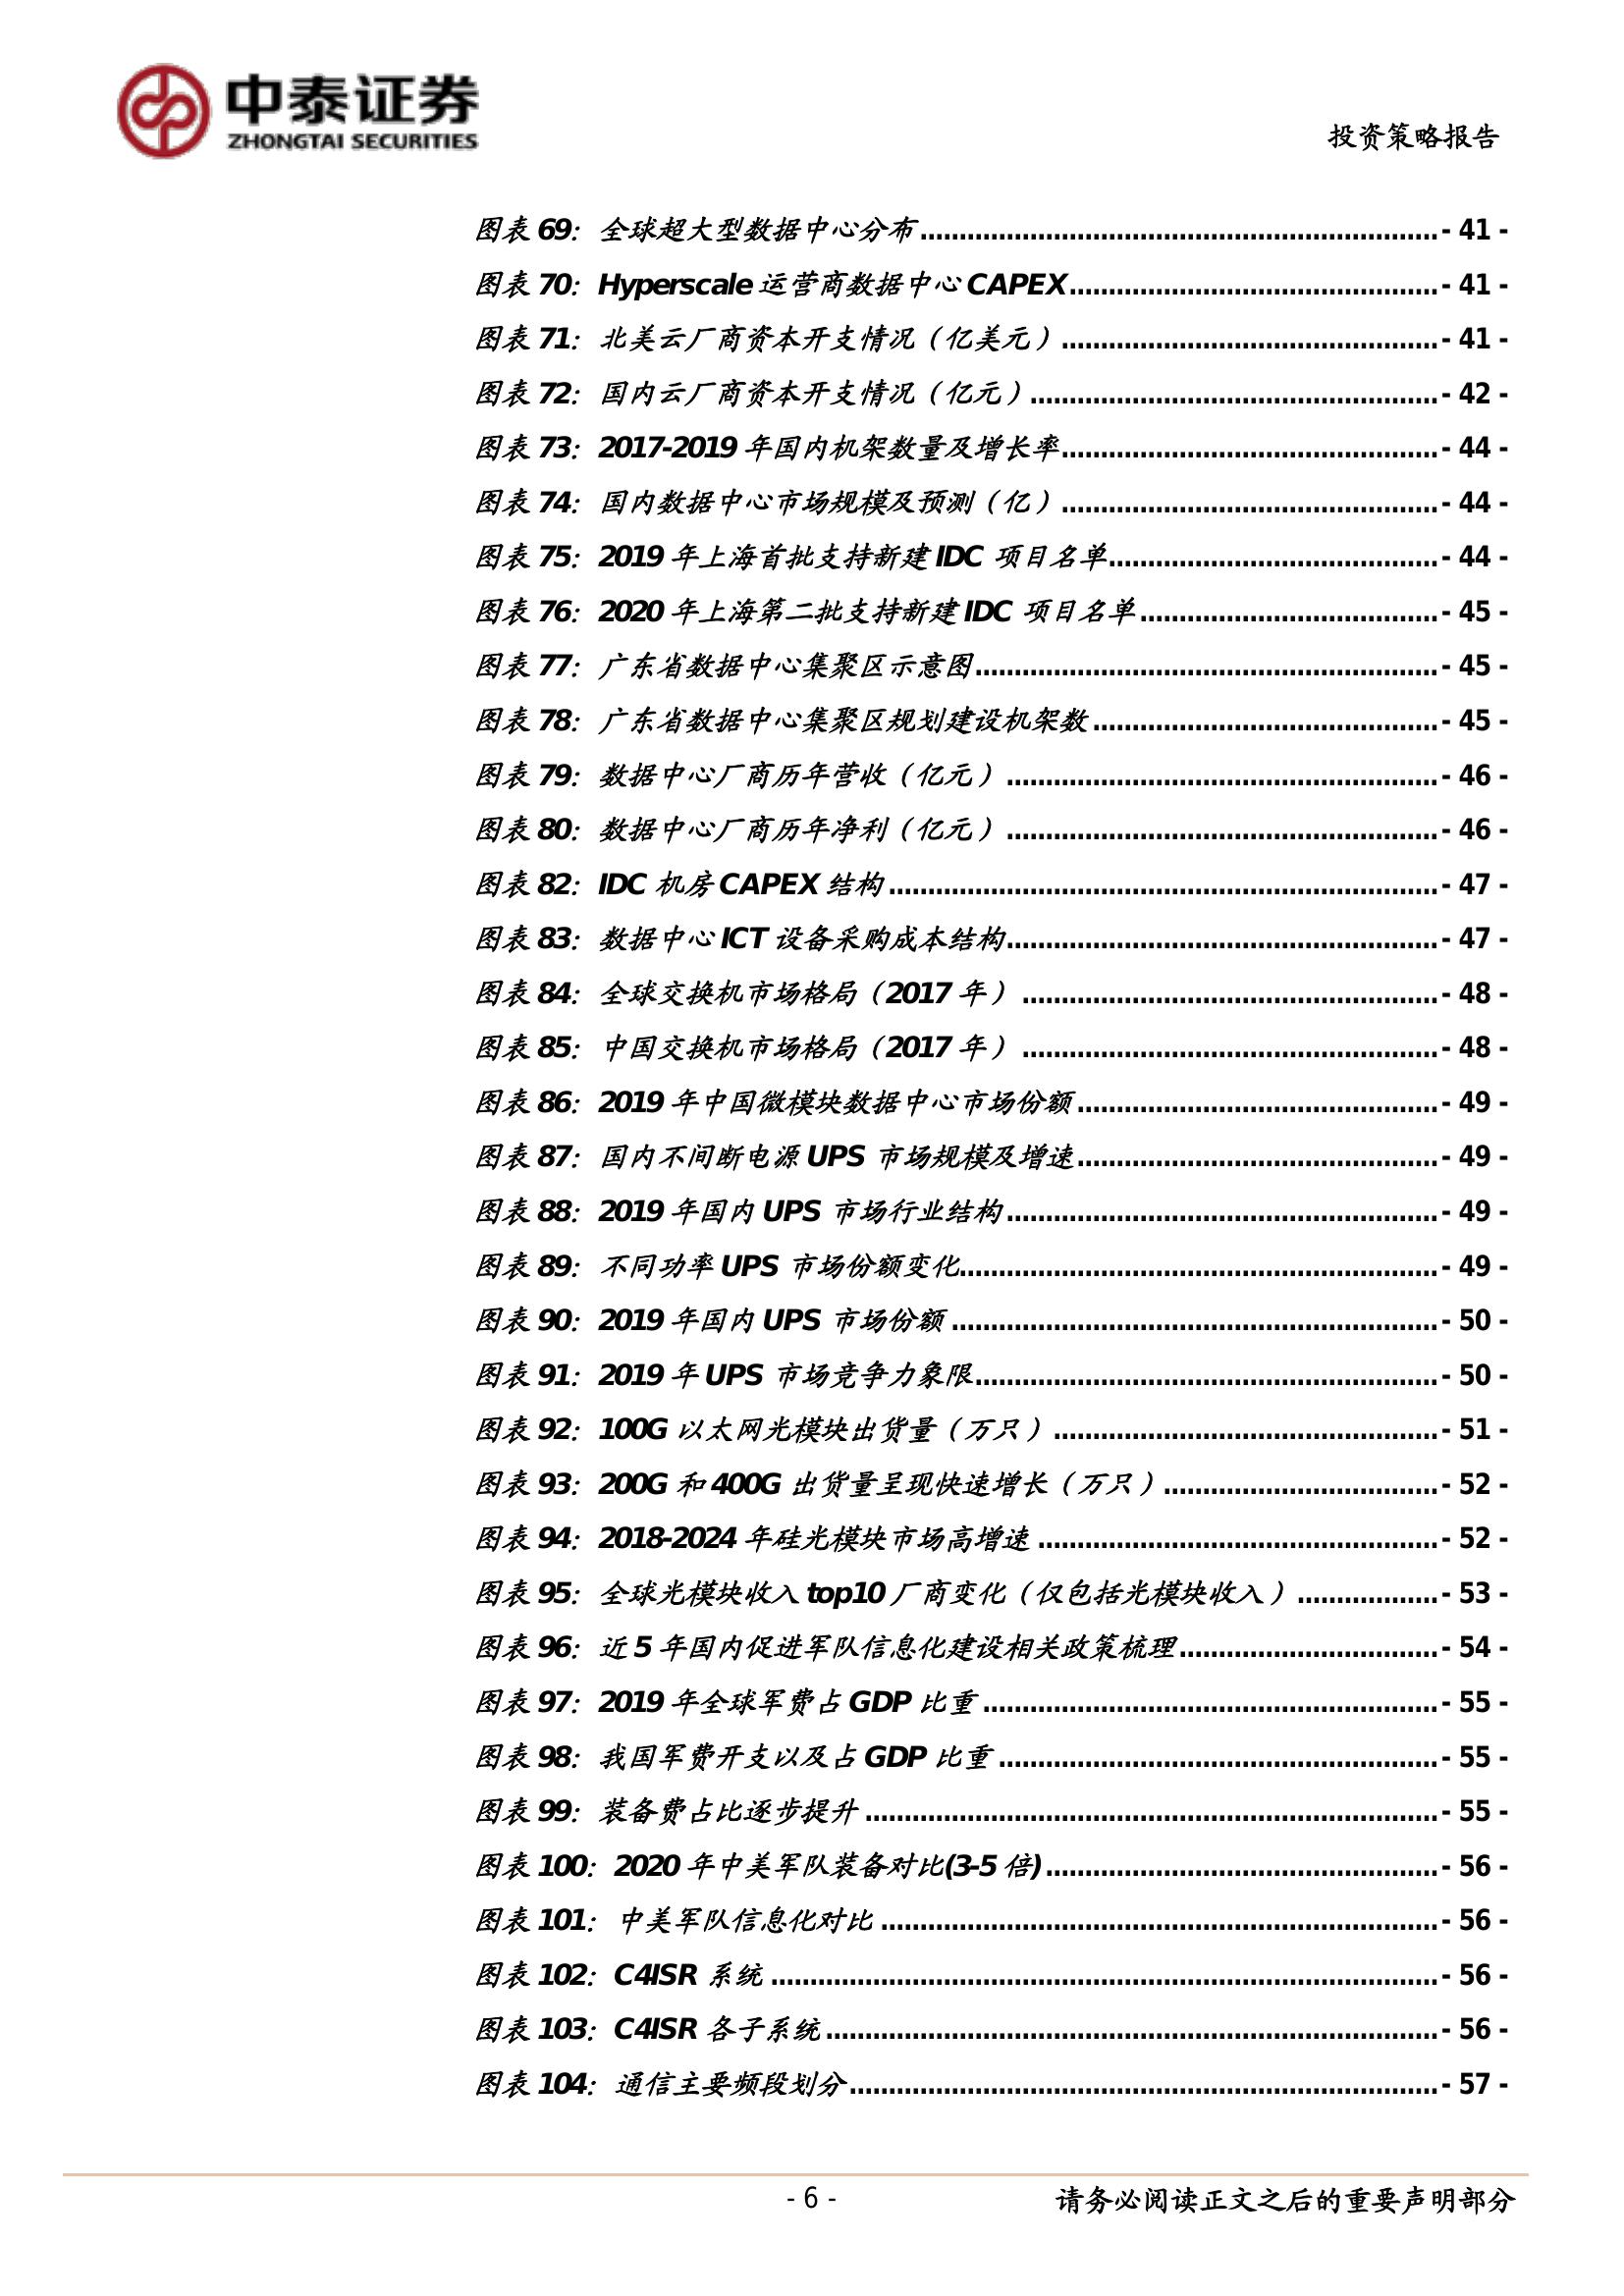 中泰证券
ZHONGTAI SECURITIES
投资策略报告
图表 69：全球超大型数据中心分布.................................................................. - 41 -
图表 70：Hyperscale 运营商数据中心 CAPEX............................................... - 41 -
图表 71：北美云厂商资本开支情况（亿美元）................................................ - 41 -
图表 72：国内云厂商资本开支情况（亿元）.................................................... - 42 -
图表 73：2017-2019 年国内机架数量及增长率................................................ - 44 -
图表 74：国内数据中心市场规模及预测（亿）................................................ - 44 -
图表 75：2019 年上海首批支持新建 IDC 项目名单.......................................... - 44 -
图表 76：2020 年上海第二批支持新建 IDC 项目名单...................................... - 45 -
图表 77：广东省数据中心集聚区示意图........................................................... - 45 -
图表 78：广东省数据中心集聚区规划建设机架数............................................ - 45 -
图表 79：数据中心厂商历年营收（亿元）....................................................... - 46 -
图表 80：数据中心厂商历年净利（亿元）....................................................... - 46 -
图表 82：IDC 机房 CAPEX 结构...................................................................... - 47 -
图表 83：数据中心 ICT 设备采购成本结构....................................................... - 47 -
图表 84：全球交换机市场格局（2017 年）..................................................... - 48 -
图表 85：中国交换机市场格局（2017 年）..................................................... - 48 -
图表 86：2019 年中国微模块数据中心市场份额.............................................. - 49 -
图表 87：国内不间断电源 UPS 市场规模及增速.............................................. - 49 -
图表 88：2019 年国内 UPS 市场行业结构....................................................... - 49 -
图表 89：不同功率 UPS 市场份额变化............................................................. - 49 -
图表 90：2019 年国内 UPS 市场份额.............................................................. - 50 -
图表 91：2019 年 UPS 市场竞争力象限........................................................... - 50 -
图表 92：100G 以太网光模块出货量（万只）................................................. - 51 -
图表 93：200G 和 400G 出货量呈现快速增长（万只）................................... - 52 -
图表 94：2018-2024 年硅光模块市场高增速................................................... - 52 -
图表 95：全球光模块收入 top10 厂商变化（仅包括光模块收入）.................. - 53 -
图表 96：近 5 年国内促进军队信息化建设相关政策梳理................................. - 54 -
图表 97：2019 年全球军费占 GDP 比重.......................................................... - 55 -
图表 98：我国军费开支以及占 GDP 比重........................................................ - 55 -
图表 99：装备费占比逐步提升......................................................................... - 55 -
图表 100：2020 年中美军队装备对比(3-5 倍).................................................. - 56 -
图表 101：中美军队信息化对比....................................................................... - 56 -
图表 102：C4ISR 系统..................................................................................... - 56 -
图表 103：C4ISR 各子系统.............................................................................. - 56 -
图表 104：通信主要频段划分........................................................................... - 57 -
- 6 -
请务必阅读正文之后的重要声明部分